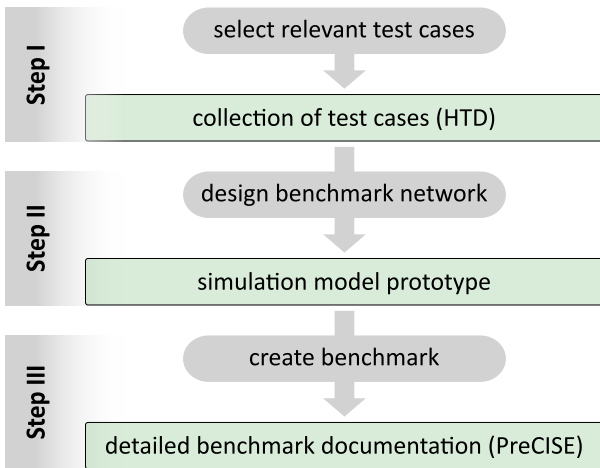 Step I
select relevant test cases
collection of test cases (HTD)
Step II
design benchmark network
simulation model prototype
Step III
create benchmark
detailed benchmark documentation (PreCISE)